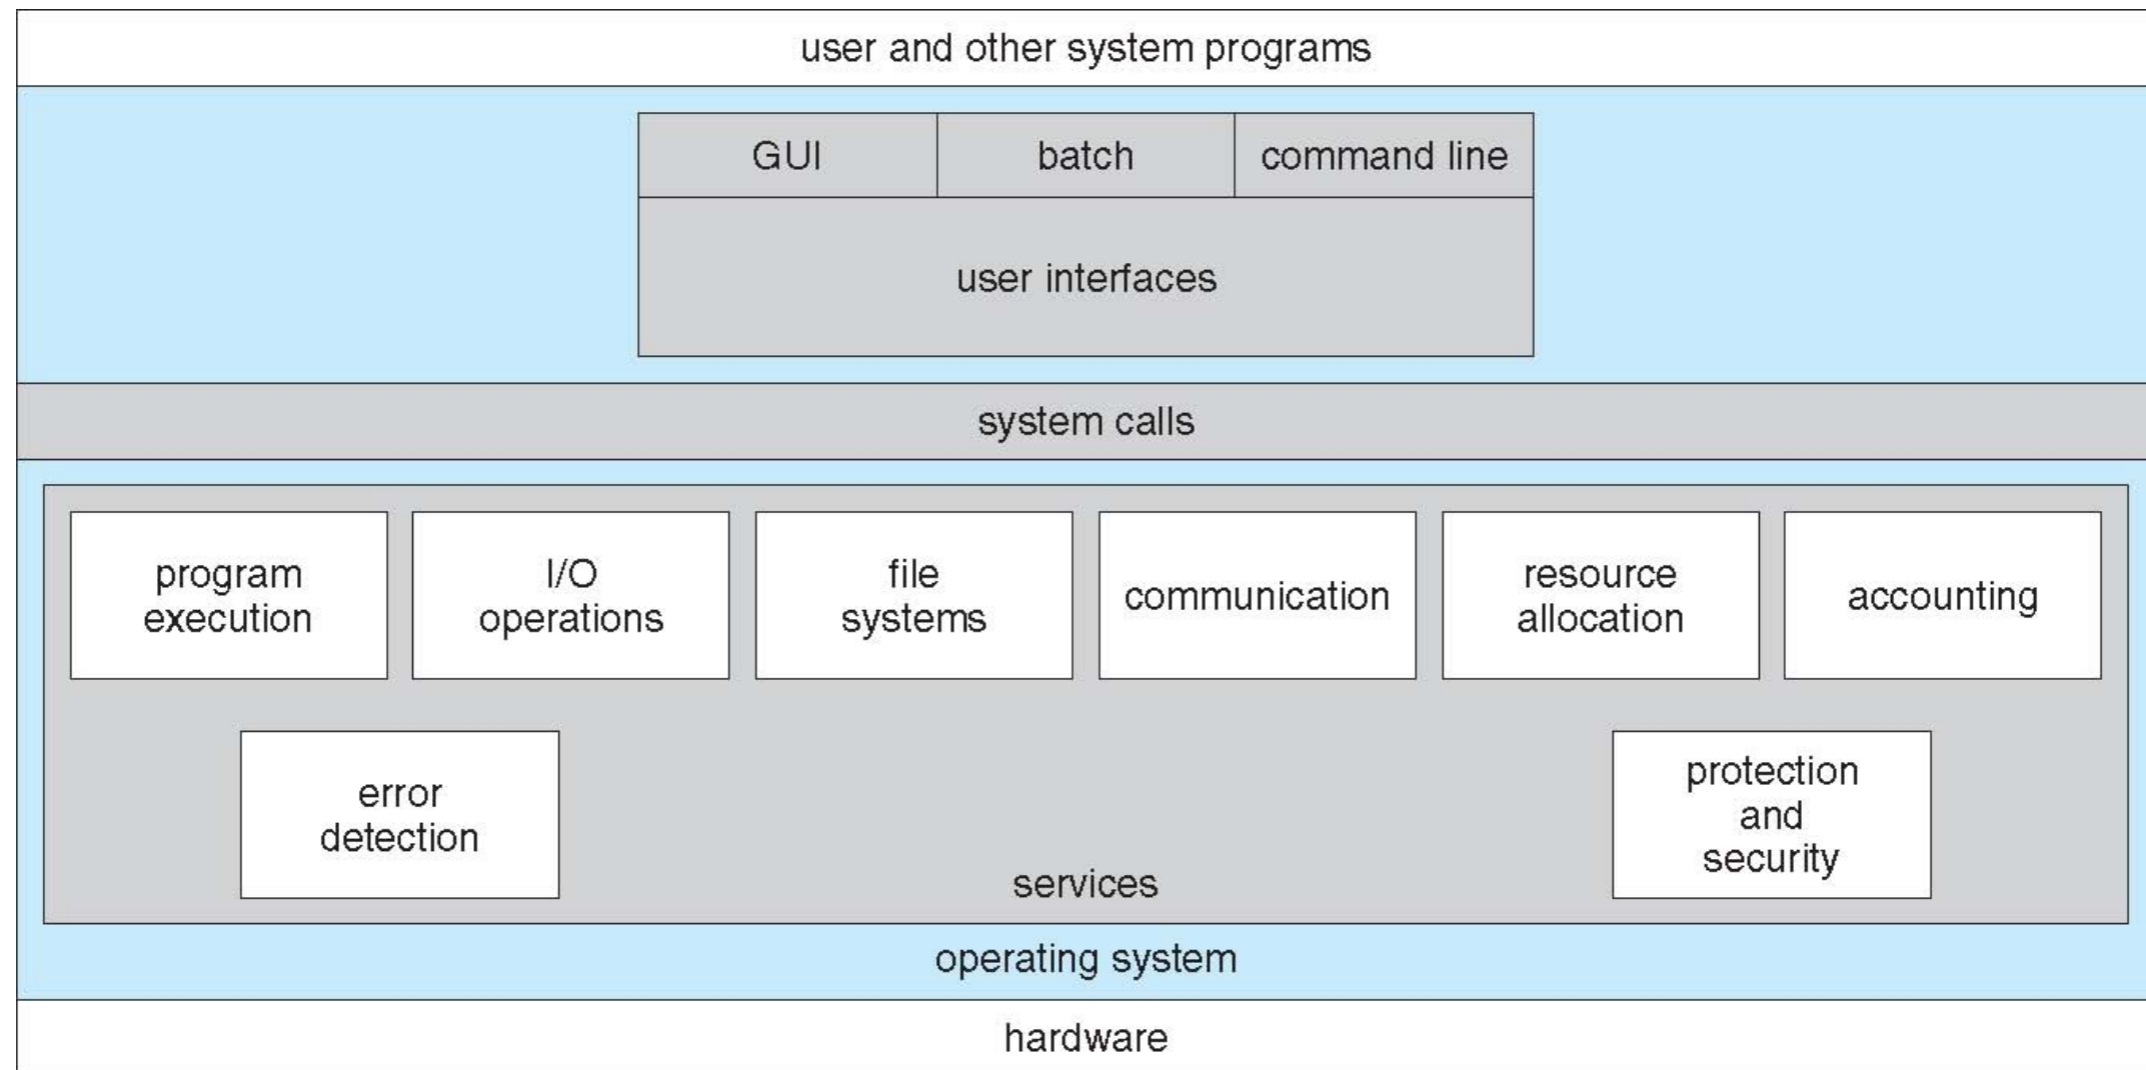 user and other system programs
GUI
batch
command line
user interfaces
system calls
program
execution
I/O
operations
file
systems
communication
resource
allocation
accounting
error
detection
protection
and
security
services
operating system
hardware